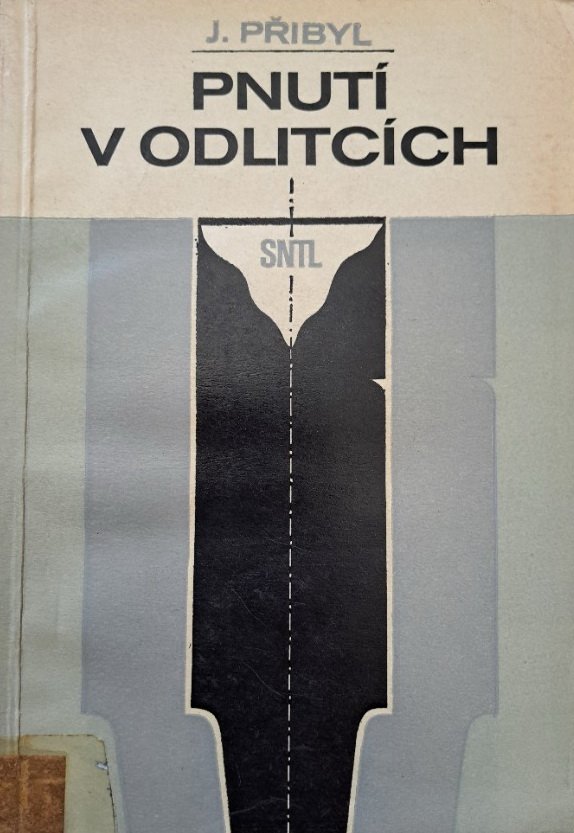 J. PŘIBYL
PNUTÍ
V ODLITCÍCH
SNTL